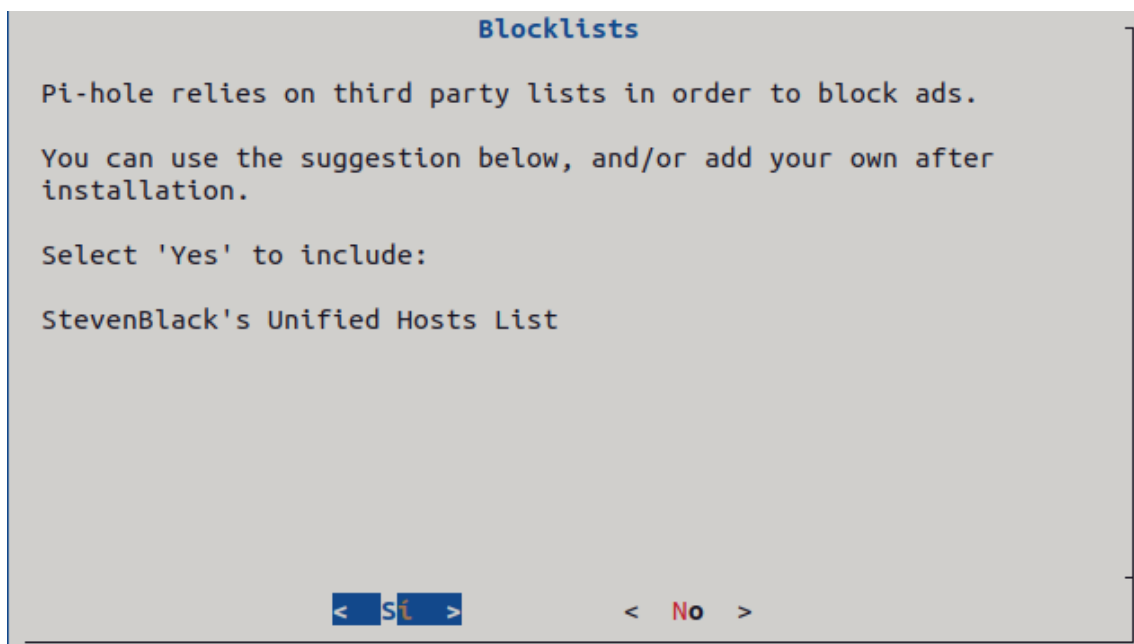 Blocklists
Pi-hole relies on third party lists in order to block ads.
You can use the suggestion below, and/or add your own after
installation.
Select 'Yes' to include:
StevenBlack's Unified Hosts List
< Sí > < No >